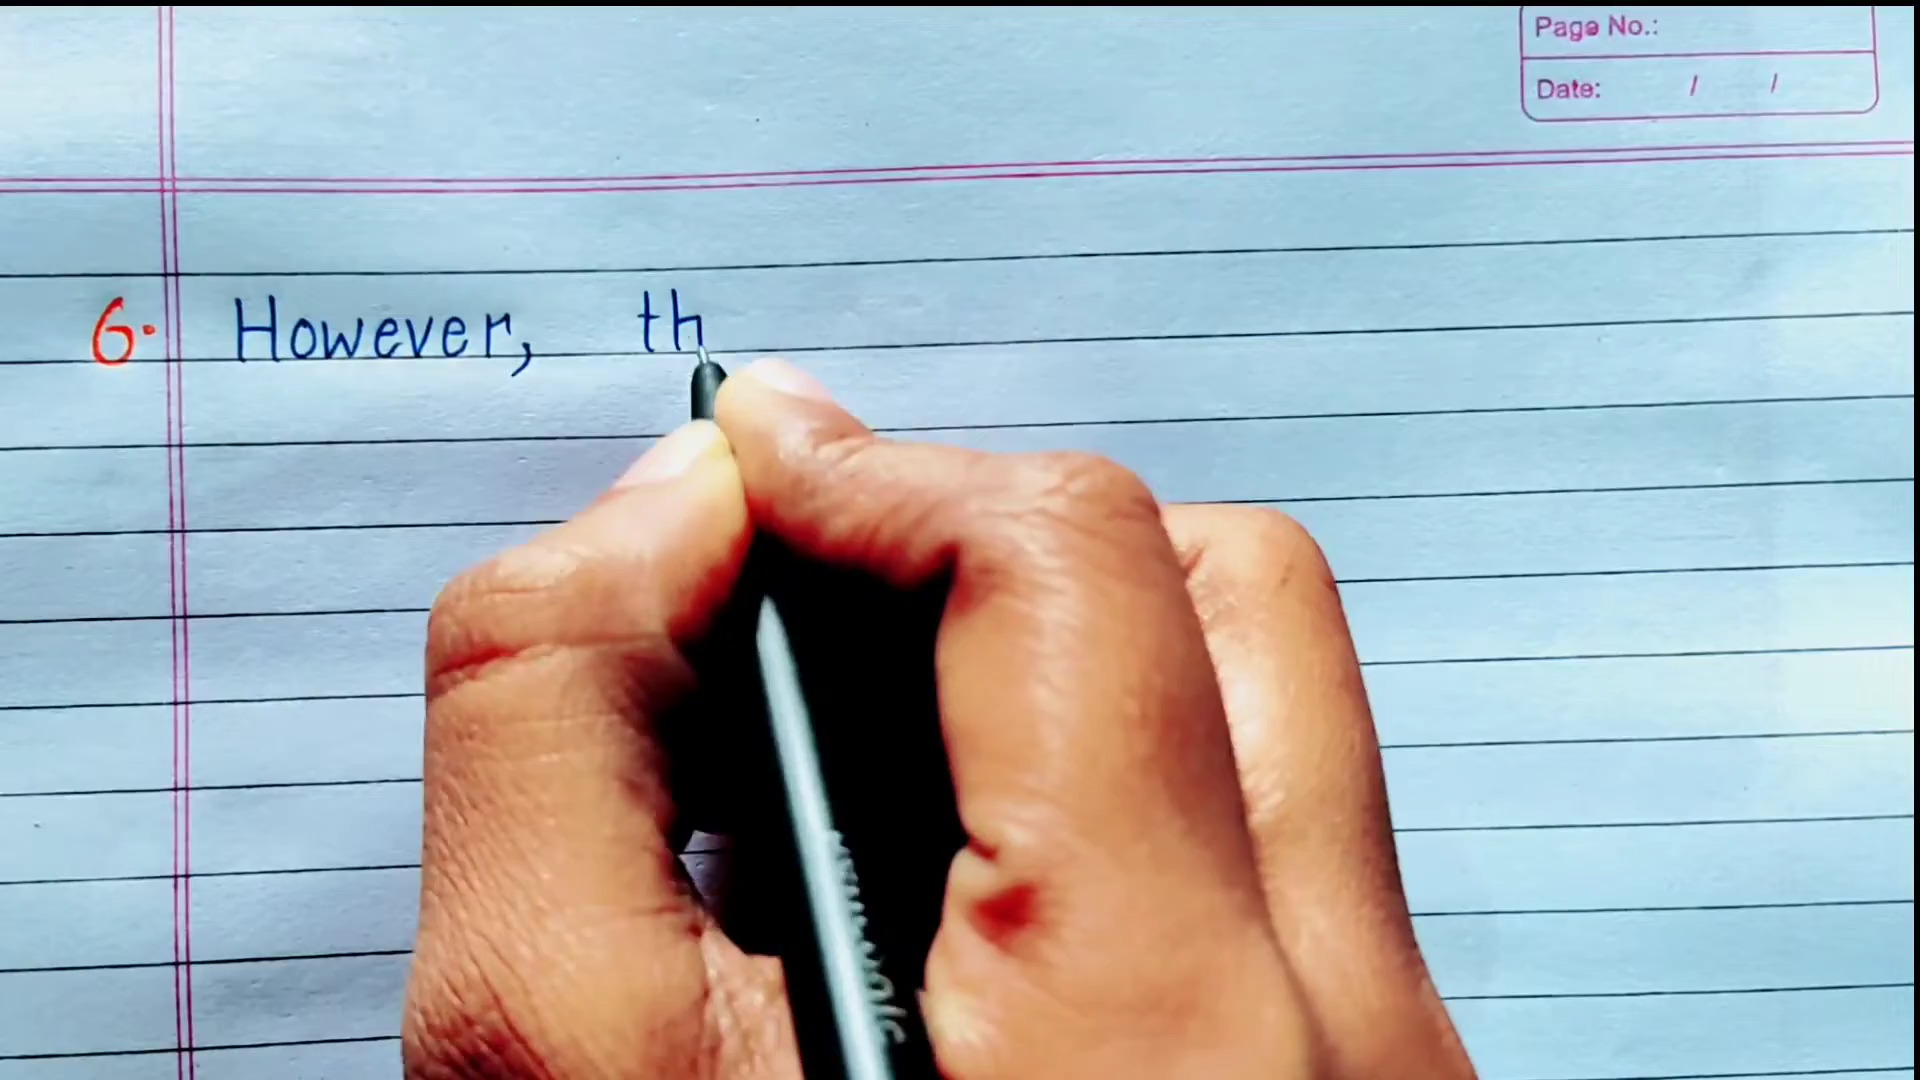 Page No.:
Date: / /
6. However, th